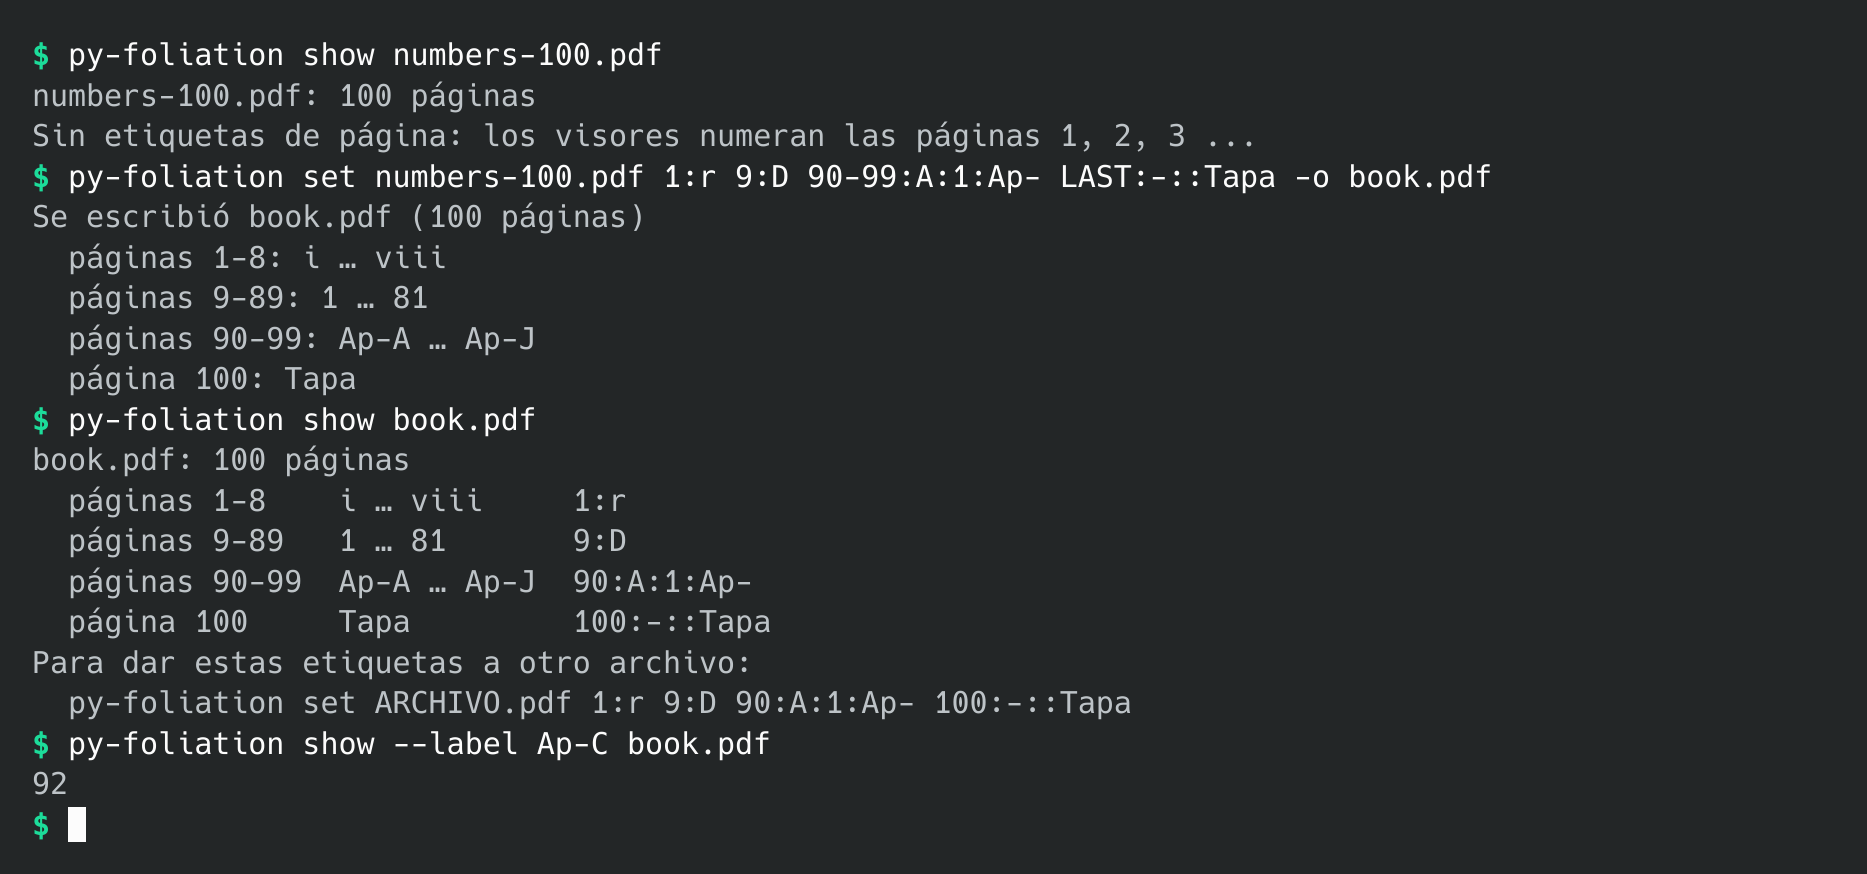 $ py-foliation show numbers-100.pdf
numbers-100.pdf: 100 páginas
Sin etiquetas de página: los visores numeran las páginas 1, 2, 3 ...
$ py-foliation set numbers-100.pdf 1:r 9:D 90-99:A:1:Ap- LAST:-::Tapa -o book.pdf
Se escribió book.pdf (100 páginas)
  páginas 1-8: i … viii
  páginas 9-89: 1 … 81
  páginas 90-99: Ap-A … Ap-J
  página 100: Tapa
$ py-foliation show book.pdf
book.pdf: 100 páginas
  páginas 1-8    i … viii     1:r
  páginas 9-89   1 … 81       9:D
  páginas 90-99  Ap-A … Ap-J  90:A:1:Ap-
  página 100     Tapa         100:-::Tapa
Para dar estas etiquetas a otro archivo:
  py-foliation set ARCHIVO.pdf 1:r 9:D 90:A:1:Ap- 100:-::Tapa
$ py-foliation show --label Ap-C book.pdf
92
$